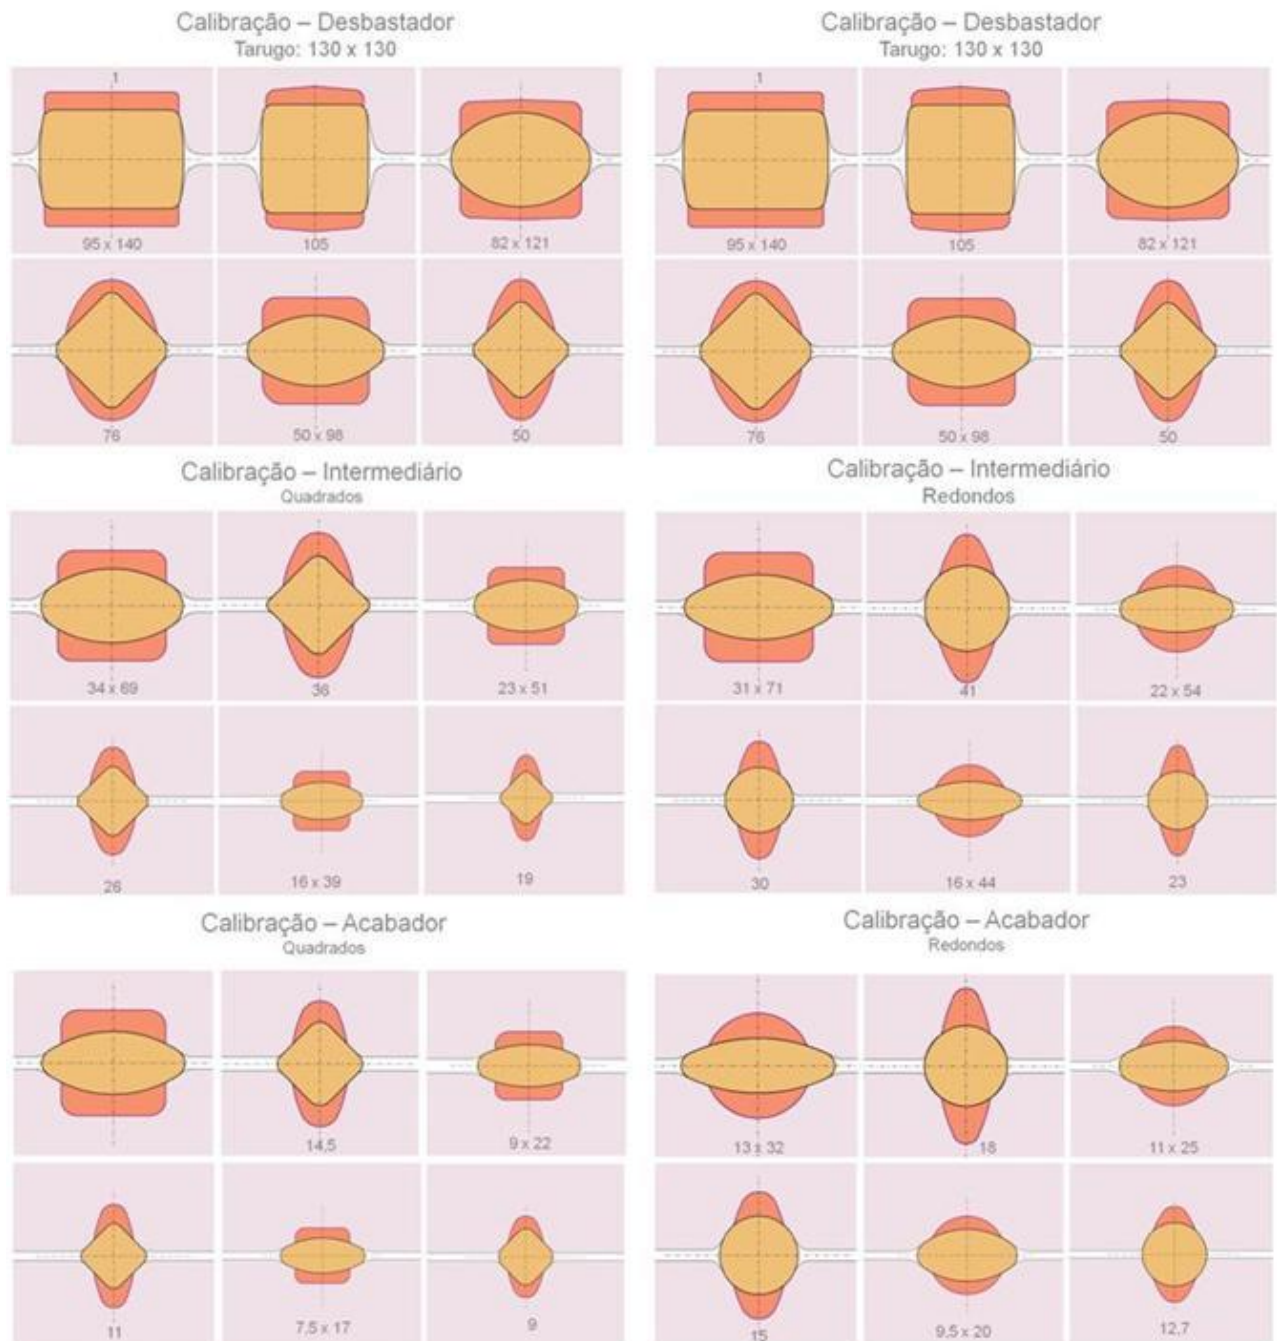 Calibração – Desbastador
Tarugo: 130 x 130
1
95 x 140
105
82 x 121
76
50 x 98
50
Calibração – Intermediário
Quadrados
34 x 69
36
23 x 51
26
16 x 39
19
Calibração – Acabador
Quadrados
14,5
9 x 22
11
7,5 x 17
9
Calibração – Desbastador
Tarugo: 130 x 130
1
95 x 140
105
82 x 121
76
50 x 98
50
Calibração – Intermediário
Redondos
31 x 71
41
22 x 54
30
16 x 44
23
Calibração – Acabador
Redondos
13 x 32
18
11 x 25
15
9,5 x 20
12,7